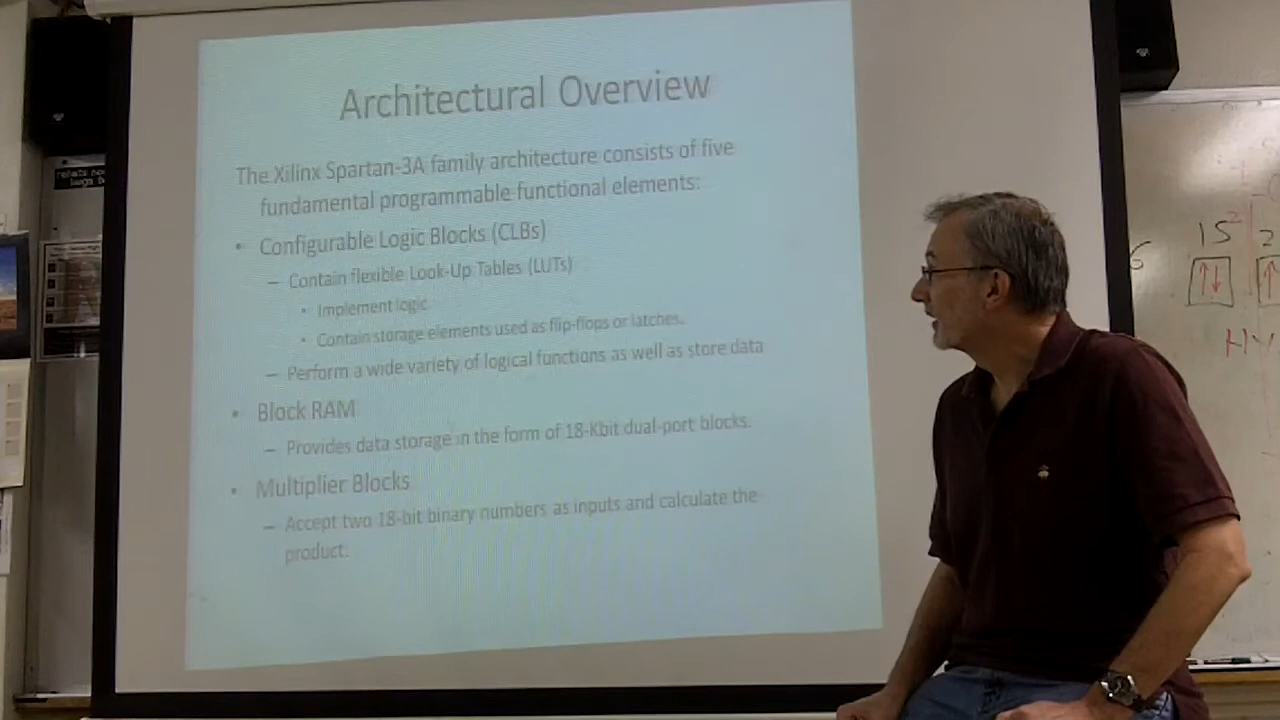 Architectural Overview
The Xilinx Spartan-3A family architecture consists of five
fundamental programmable functional elements:
• Configurable Logic Blocks (CLBs)
– Contain flexible Look-Up Tables (LUTs)
• Implement logic
• Contain storage elements used as flip-flops or latches.
– Perform a wide variety of logical functions as well as store data
• Block RAM
– Provides data storage in the form of 18-Kbit dual-port blocks.
• Multiplier Blocks
– Accept two 18-bit binary numbers as inputs and calculate the
product.
6
1S² 2
↑↓ ↑